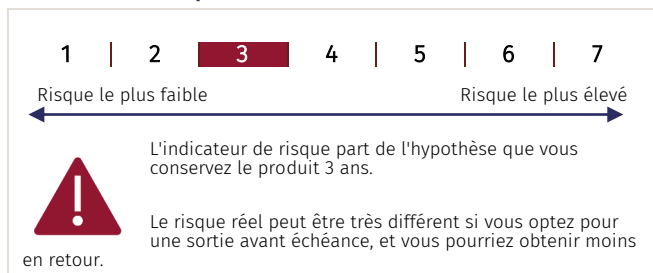 1 2 3 4 5 6 7
Risque le plus faible Risque le plus élevé
L'indicateur de risque part de l'hypothèse que vous
conservez le produit 3 ans.
Le risque réel peut être très différent si vous optez pour
une sortie avant échéance, et vous pourriez obtenir moins
en retour.